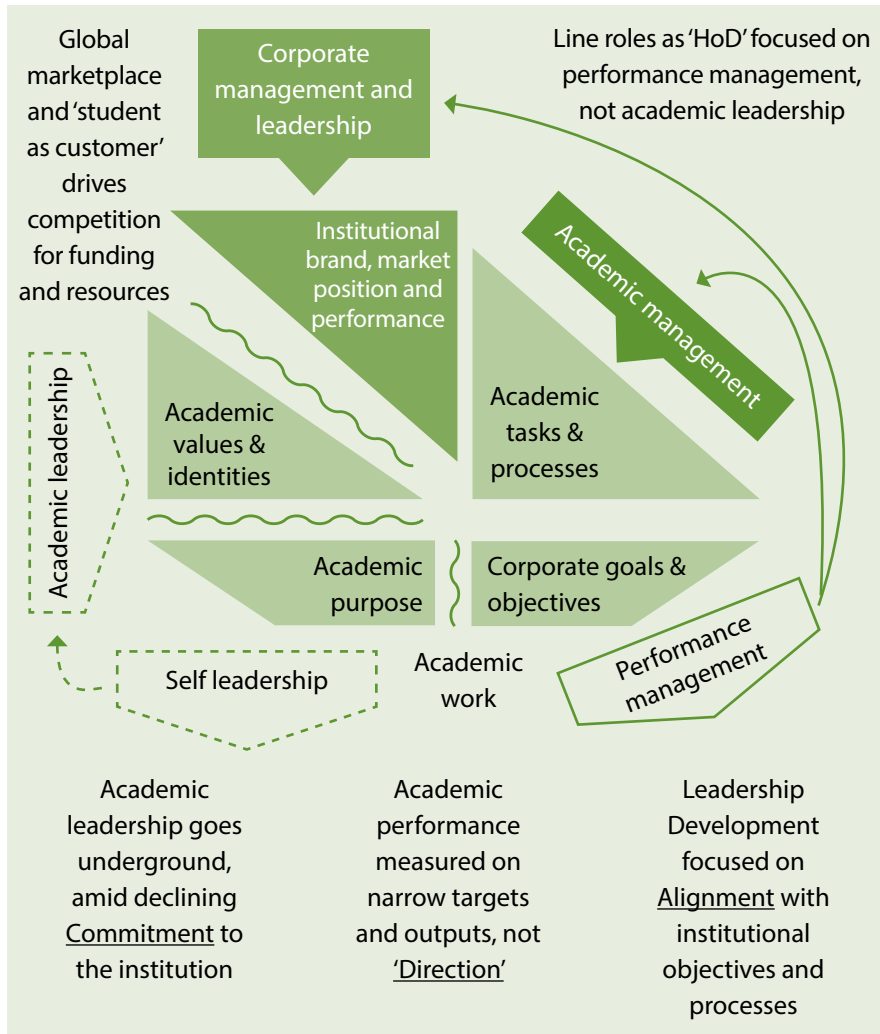 Global
marketplace
and ‘student
as customer’
drives
competition
for funding
and resources
Corporate
management and
leadership
Line roles as ‘HoD’ focused on
performance management,
not academic leadership
Institutional
brand, market
position and
performance
Academic management
Academic
values &
identities
Academic
tasks &
processes
Academic leadership
Academic
purpose
Corporate goals &
objectives
Self leadership
Academic
work
Performance
management
Academic
leadership goes
underground,
amid declining
Commitment to
the institution
Academic
performance
measured on
narrow targets
and outputs, not
‘Direction’
Leadership
Development
focused on
Alignment with
institutional
objectives and
processes